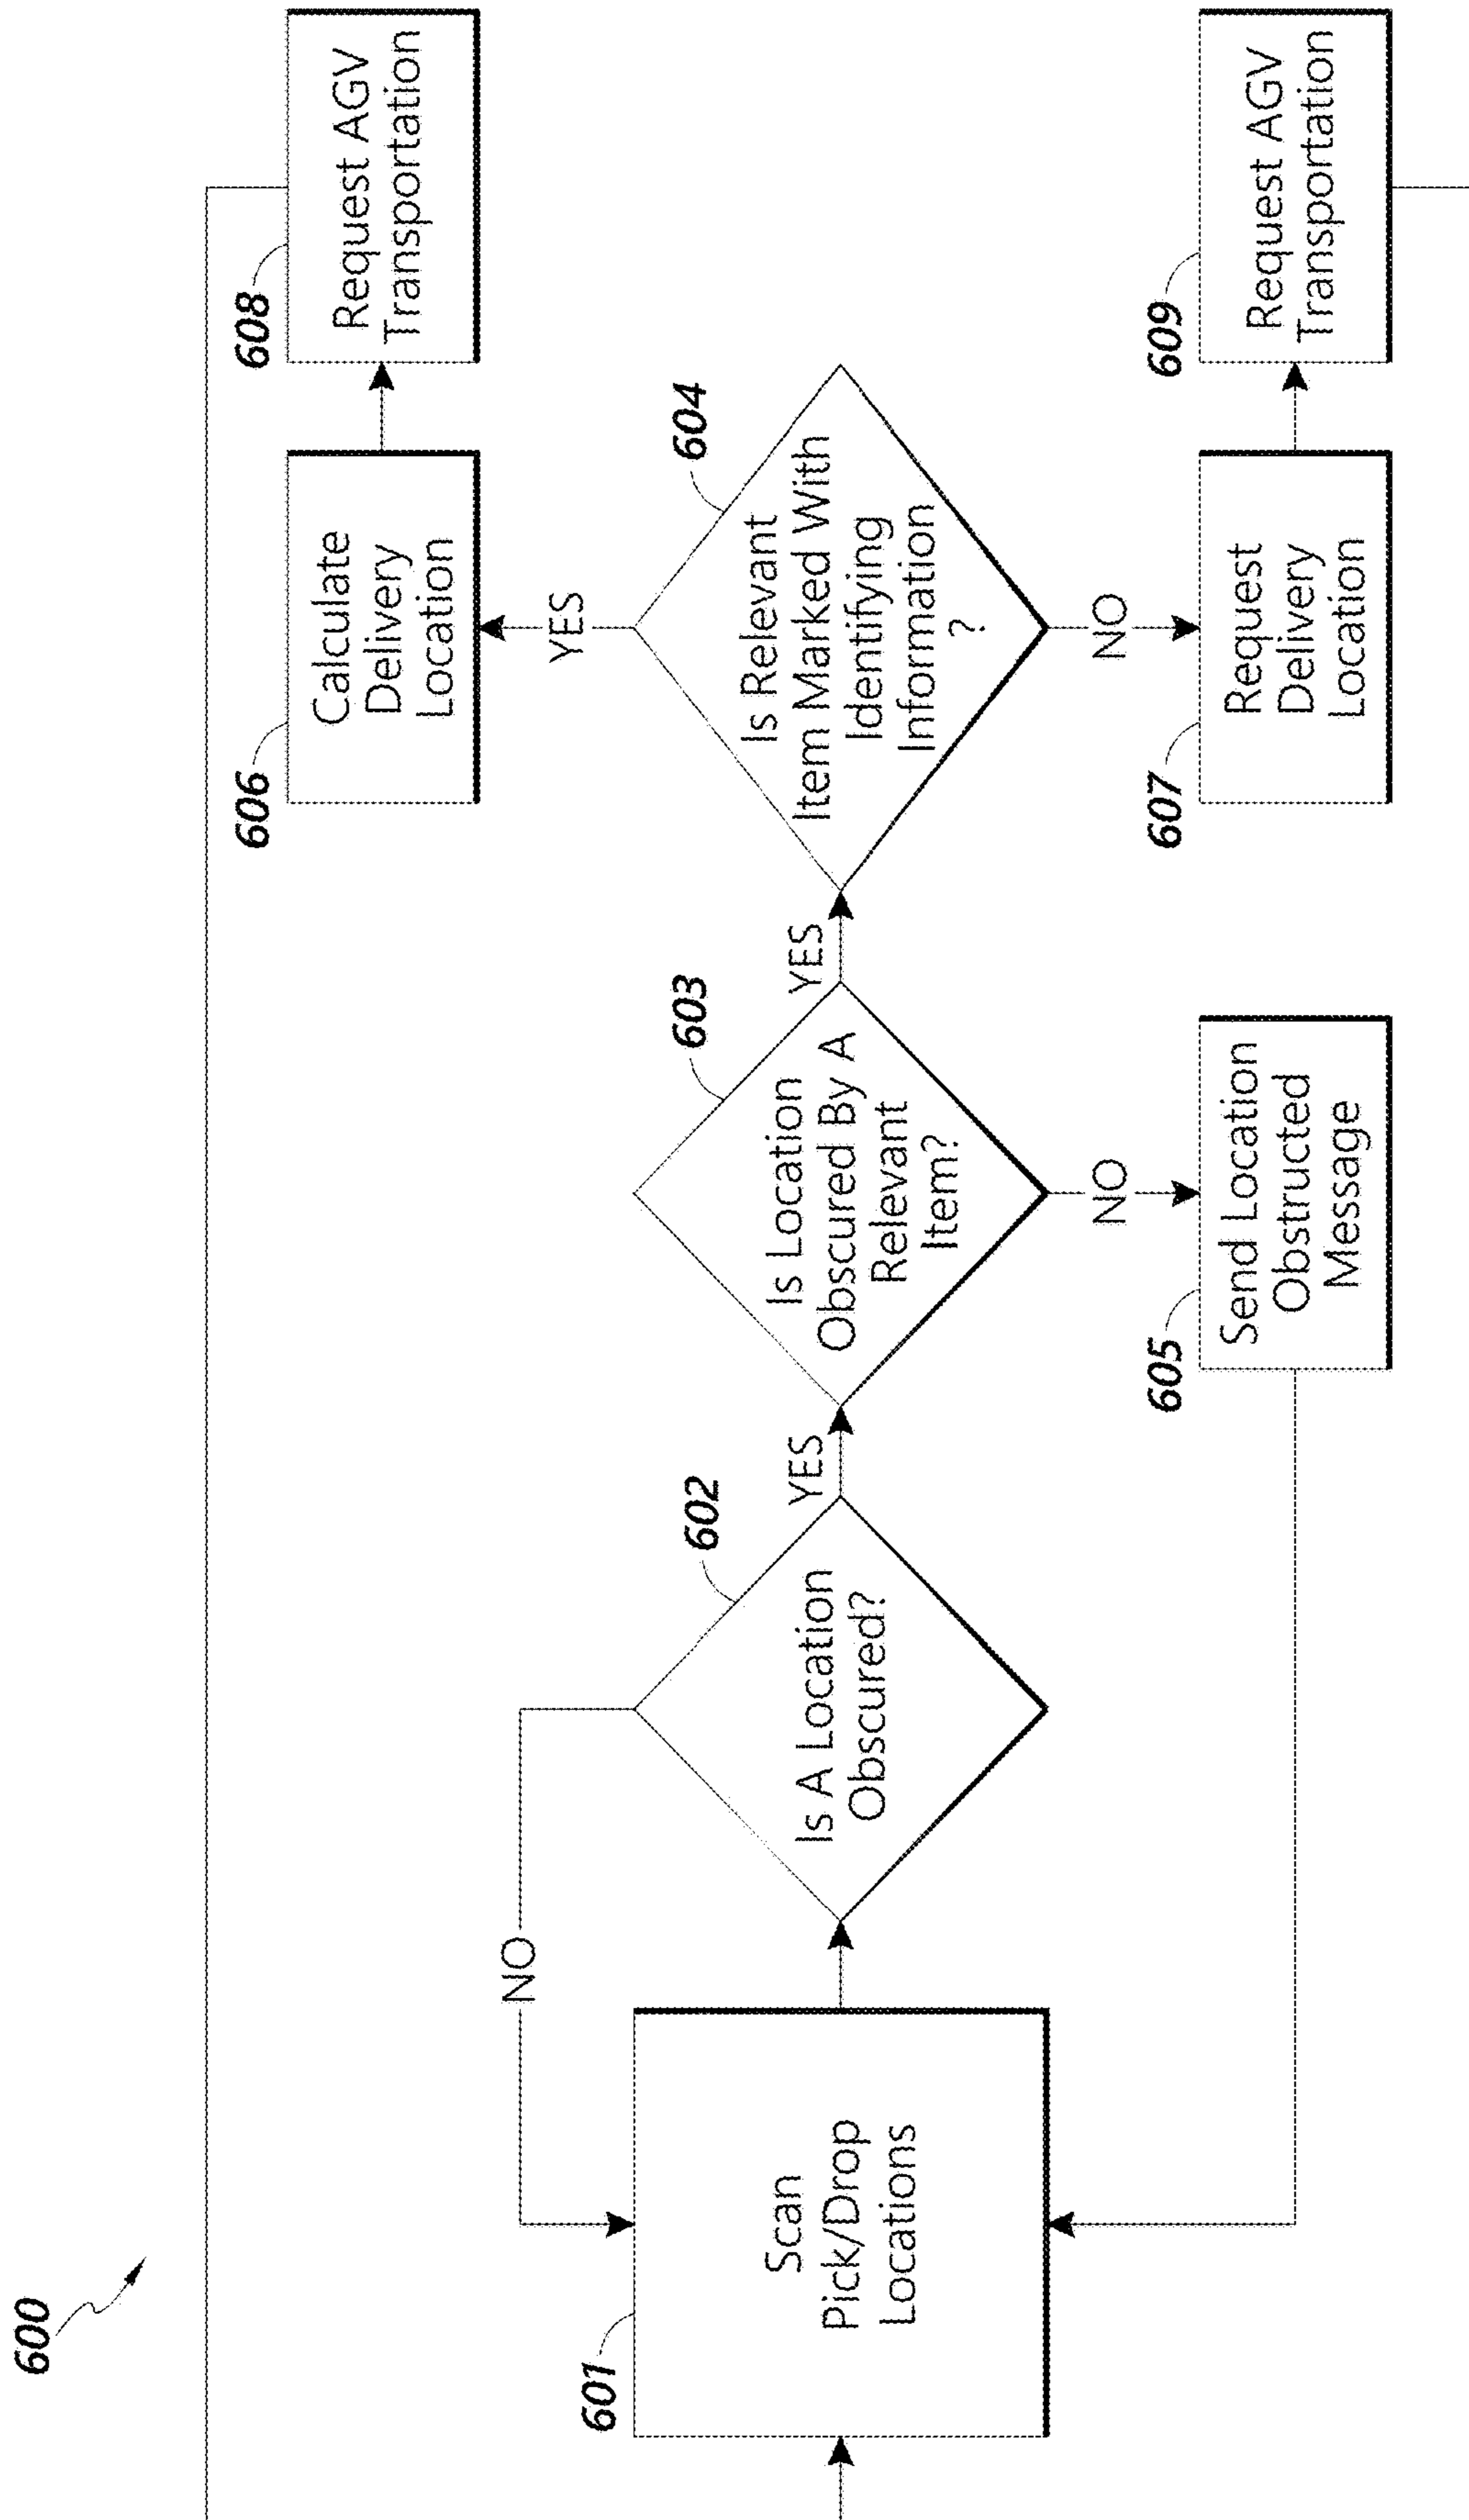 600
601
Scan
Pick/Drop
Locations
NO
602
Is A Location
Obscured?
YES
603
Is Location
Obscured By A
Relevant
Item?
NO
605
Send Location
Obstructed
Message
YES
604
Is Relevant
Item Marked With
Identifying
Information
?
YES
606
Calculate
Delivery
Location
608
Request AGV
Transportation
NO
607
Request
Delivery
Location
609
Request AGV
Transportation